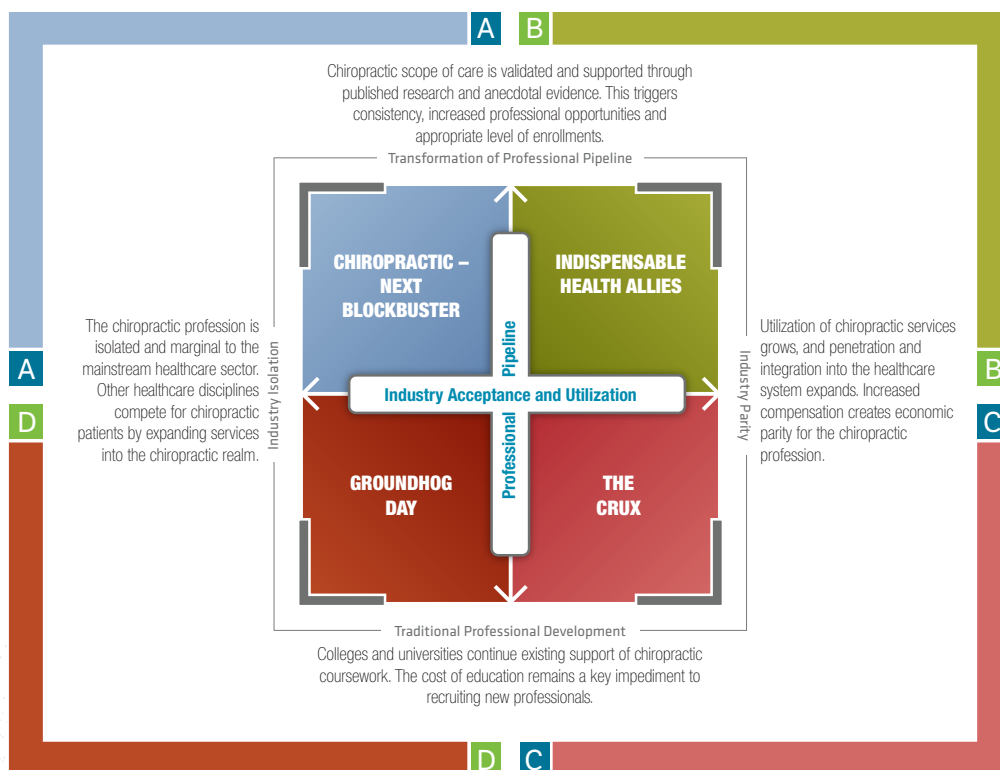 A B
Chiropractic scope of care is validated and supported through
published research and anecdotal evidence. This triggers
consistency, increased professional opportunities and
appropriate level of enrollments.
Transformation of Professional Pipeline
CHIROPRACTIC –
NEXT
BLOCKBUSTER
INDISPENSABLE
HEALTH ALLIES
The chiropractic profession is
isolated and marginal to the
mainstream healthcare sector.
Other healthcare disciplines
compete for chiropractic
patients by expanding services
into the chiropractic realm.
A
D
Industry Isolation
Industry Acceptance and Utilization
Professional Pipeline
Industry Parity
Utilization of chiropractic services
grows, and penetration and
integration into the healthcare
system expands. Increased
compensation creates economic
parity for the chiropractic
profession.
B
C
GROUNDHOG
DAY
THE
CRUX
Traditional Professional Development
Colleges and universities continue existing support of chiropractic
coursework. The cost of education remains a key impediment to
recruiting new professionals.
D C